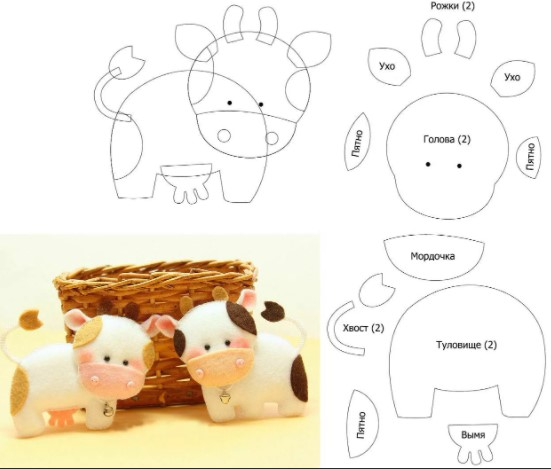 Рожки (2)
Ухо
Ухо
Пятно
Голова (2)
Пятно
Мордочка
Хвост (2)
Туловище (2)
Пятно
Вымя